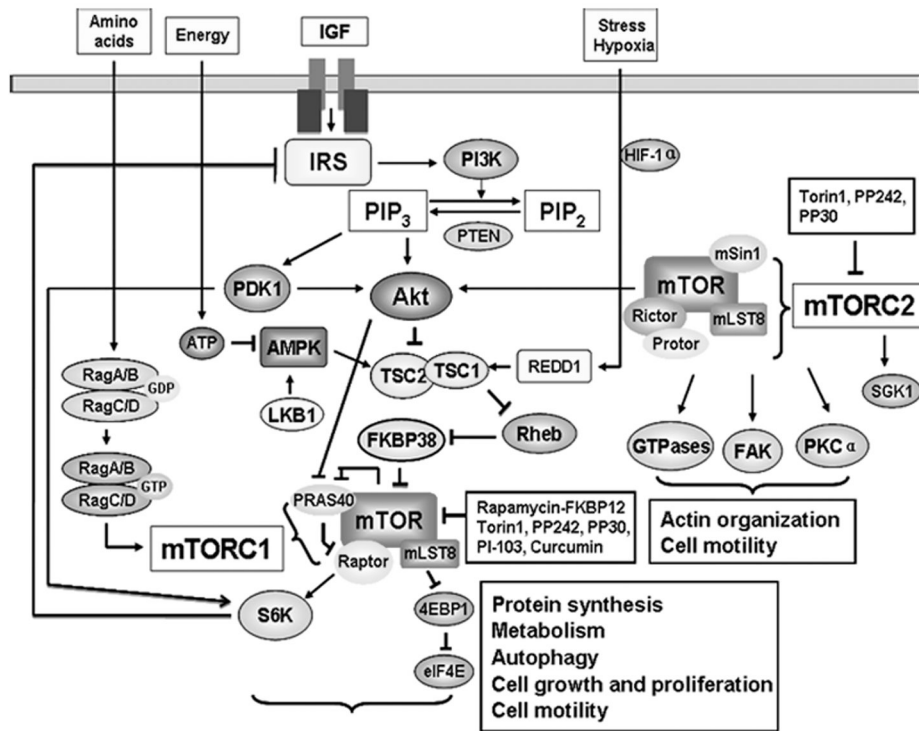 Amino
acids
Energy
IGF
Stress
Hypoxia
IRS
PI3K
HIF-1α
PIP3
PIP2
PTEN
Torin1, PP242,
PP30
mSin1
mTOR
Rictor
mLST8
Protor
mTORC2
PDK1
Akt
ATP
AMPK
TSC2
TSC1
REDD1
SGK1
RagA/B
GDP
RagC/D
LKB1
FKBP38
Rheb
GTPases
FAK
PKCα
RagA/B
GTP
RagC/D
PRAS40
mTOR
Rapamycin-FKBP12
Torin1, PP242, PP30,
PI-103, Curcumin
Actin organization
Cell motility
mTORC1
Raptor
mLST8
S6K
4EBP1
eIF4E
Protein synthesis
Metabolism
Autophagy
Cell growth and proliferation
Cell motility